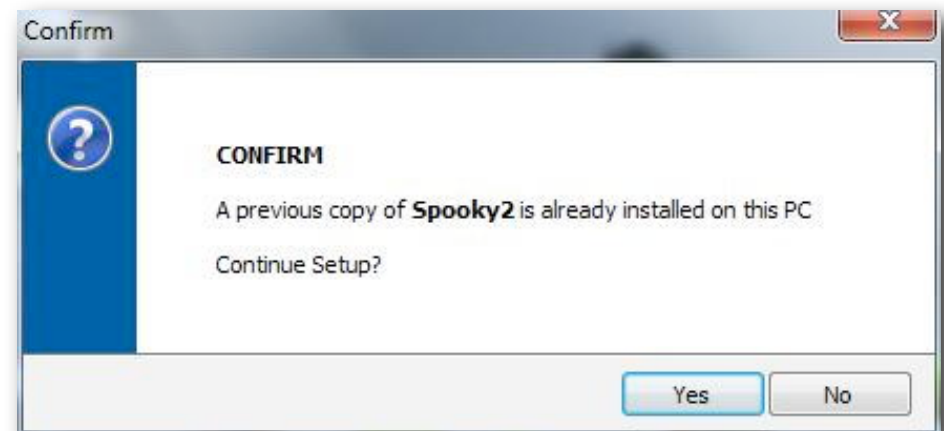 Confirm
CONFIRM
A previous copy of Spooky2 is already installed on this PC
Continue Setup?
Yes No